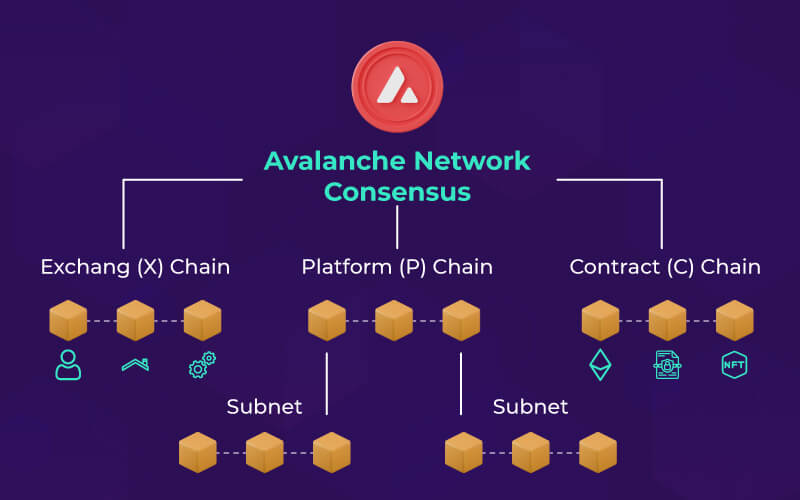 Avalanche Network
Consensus
Exchang (X) Chain
Platform (P) Chain
Contract (C) Chain
NFT
Subnet
Subnet